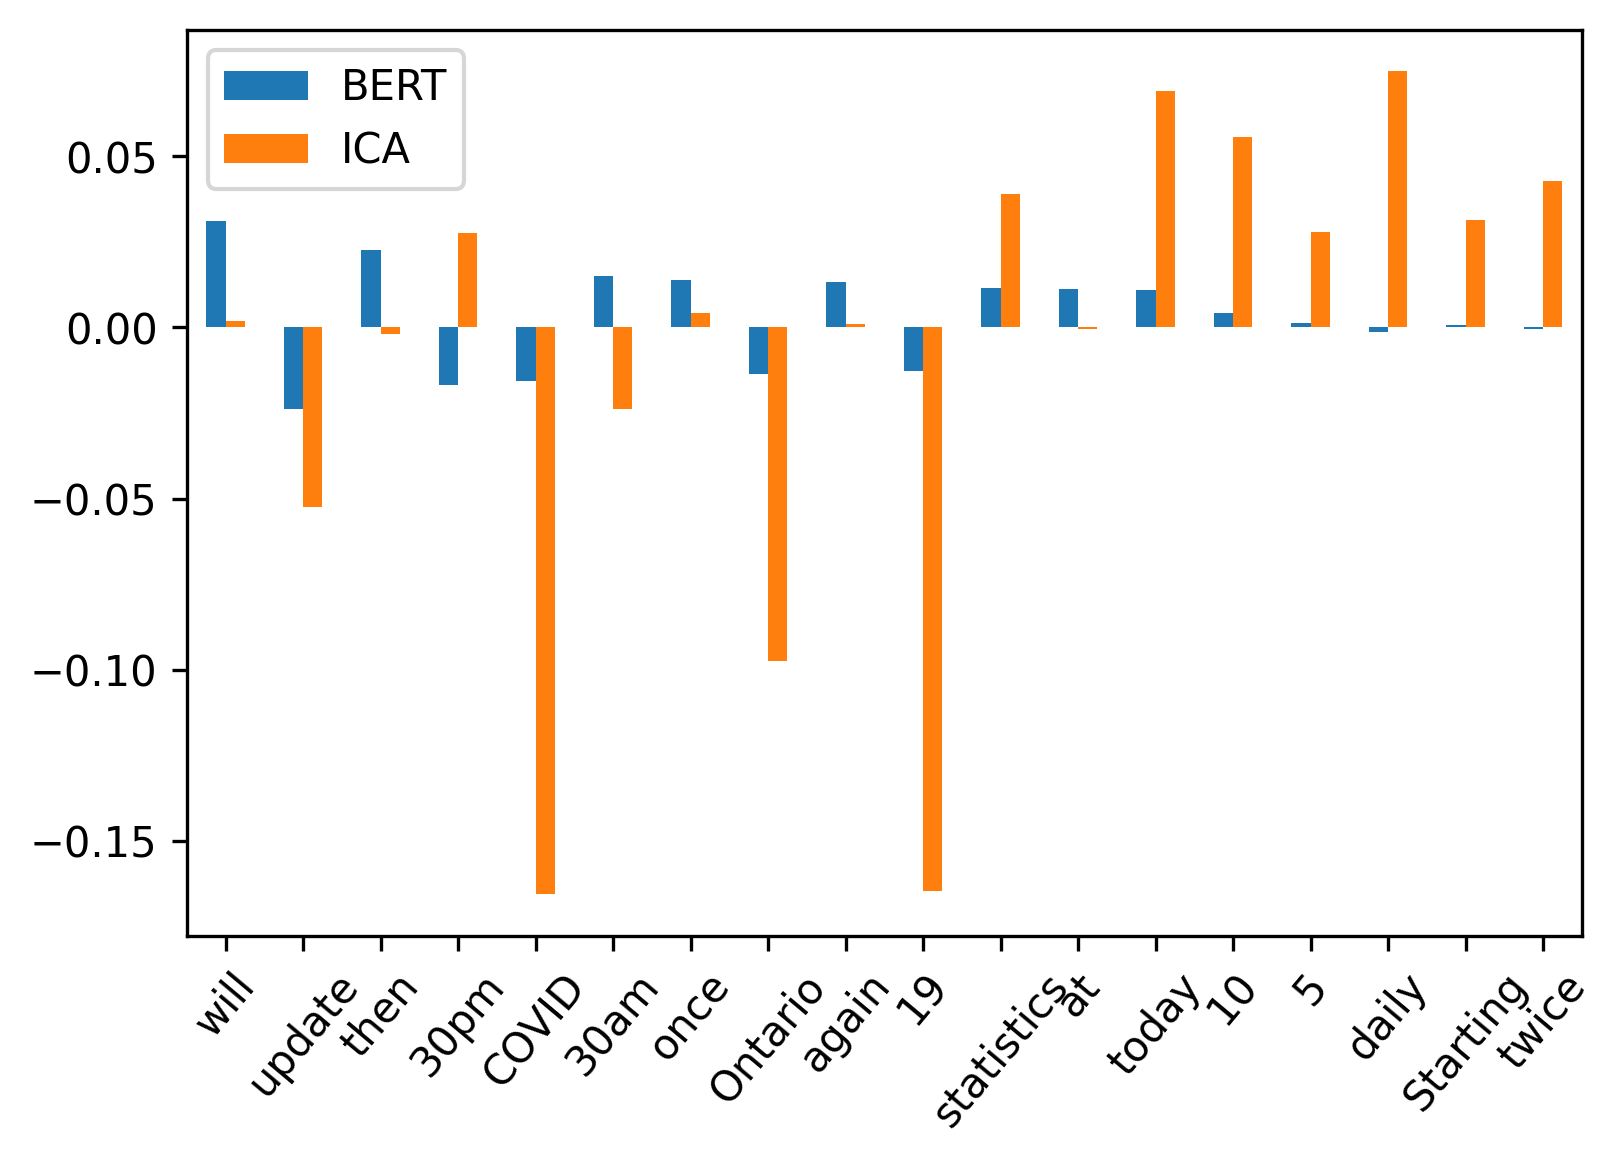 BERT
ICA
0.05
0.00
−0.05
−0.10
−0.15
will
update
then
30pm
COVID
30am
once
Ontario
again
19
statistics
at
today
10
5
daily
Starting
twice